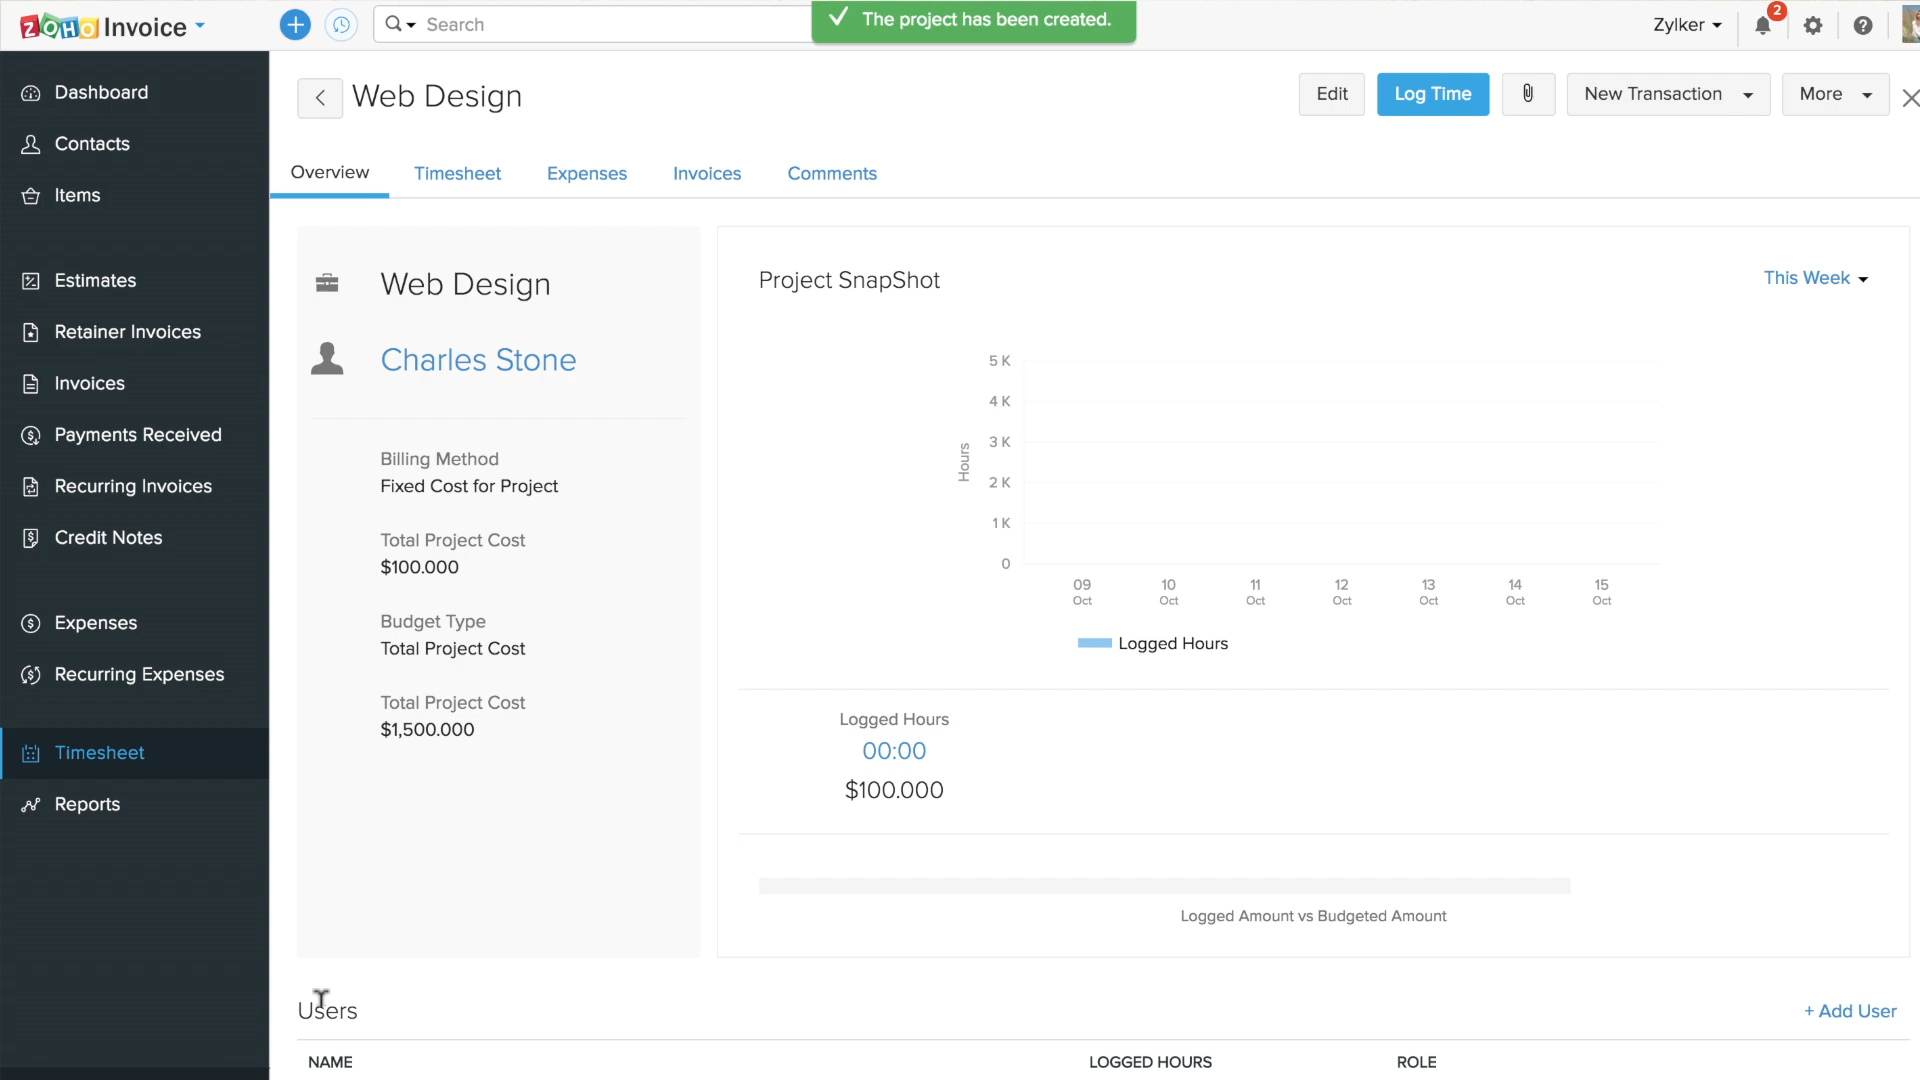 ZOHO Invoice
Search
The project has been created.
Zylker
2
Dashboard
Contacts
Items
Estimates
Retainer Invoices
Invoices
Payments Received
Recurring Invoices
Credit Notes
Expenses
Recurring Expenses
Timesheet
Reports
Web Design
Edit
Log Time
New Transaction
More
Overview
Timesheet
Expenses
Invoices
Comments
Web Design
Charles Stone
Billing Method
Fixed Cost for Project
Total Project Cost
$100.000
Budget Type
Total Project Cost
Total Project Cost
$1,500.000
Project SnapShot
This Week
Hours
5 K
4 K
3 K
2 K
1 K
0
09 10 11 12 13 14 15
Oct Oct Oct Oct Oct Oct Oct
Logged Hours
Logged Hours
00:00
$100.000
Logged Amount vs Budgeted Amount
Users
+ Add User
NAME LOGGED HOURS ROLE